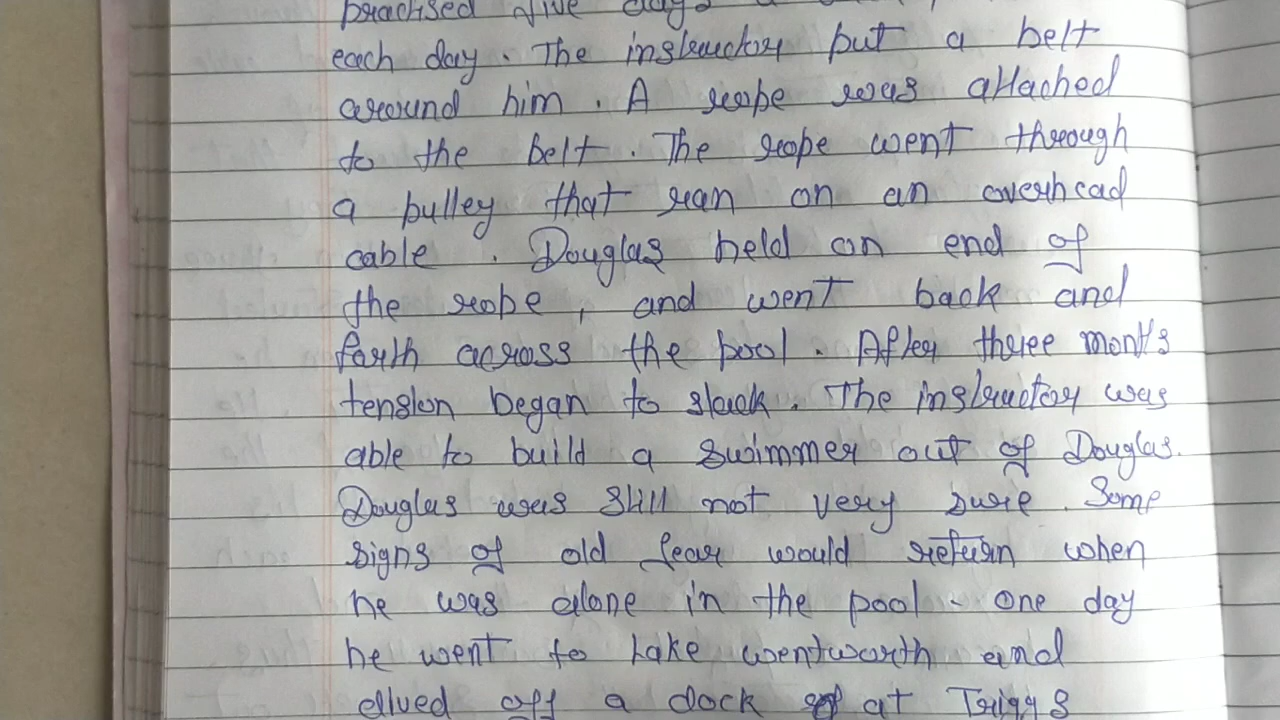 practised five days a
each day. The instructor put a belt
around him. A rope was attached
to the belt. The rope went through
a pulley that ran on an overhead
cable. Douglas held on end of
the rope, and went back and
forth across the pool. After three months
tension began to slack. The instructor was
able to build a swimmer out of Douglas.
Douglas was still not very sure. Some
signs of old fear would return when
he was alone in the pool. One day
he went to Lake wentworth and
dived off a dock at Triggs